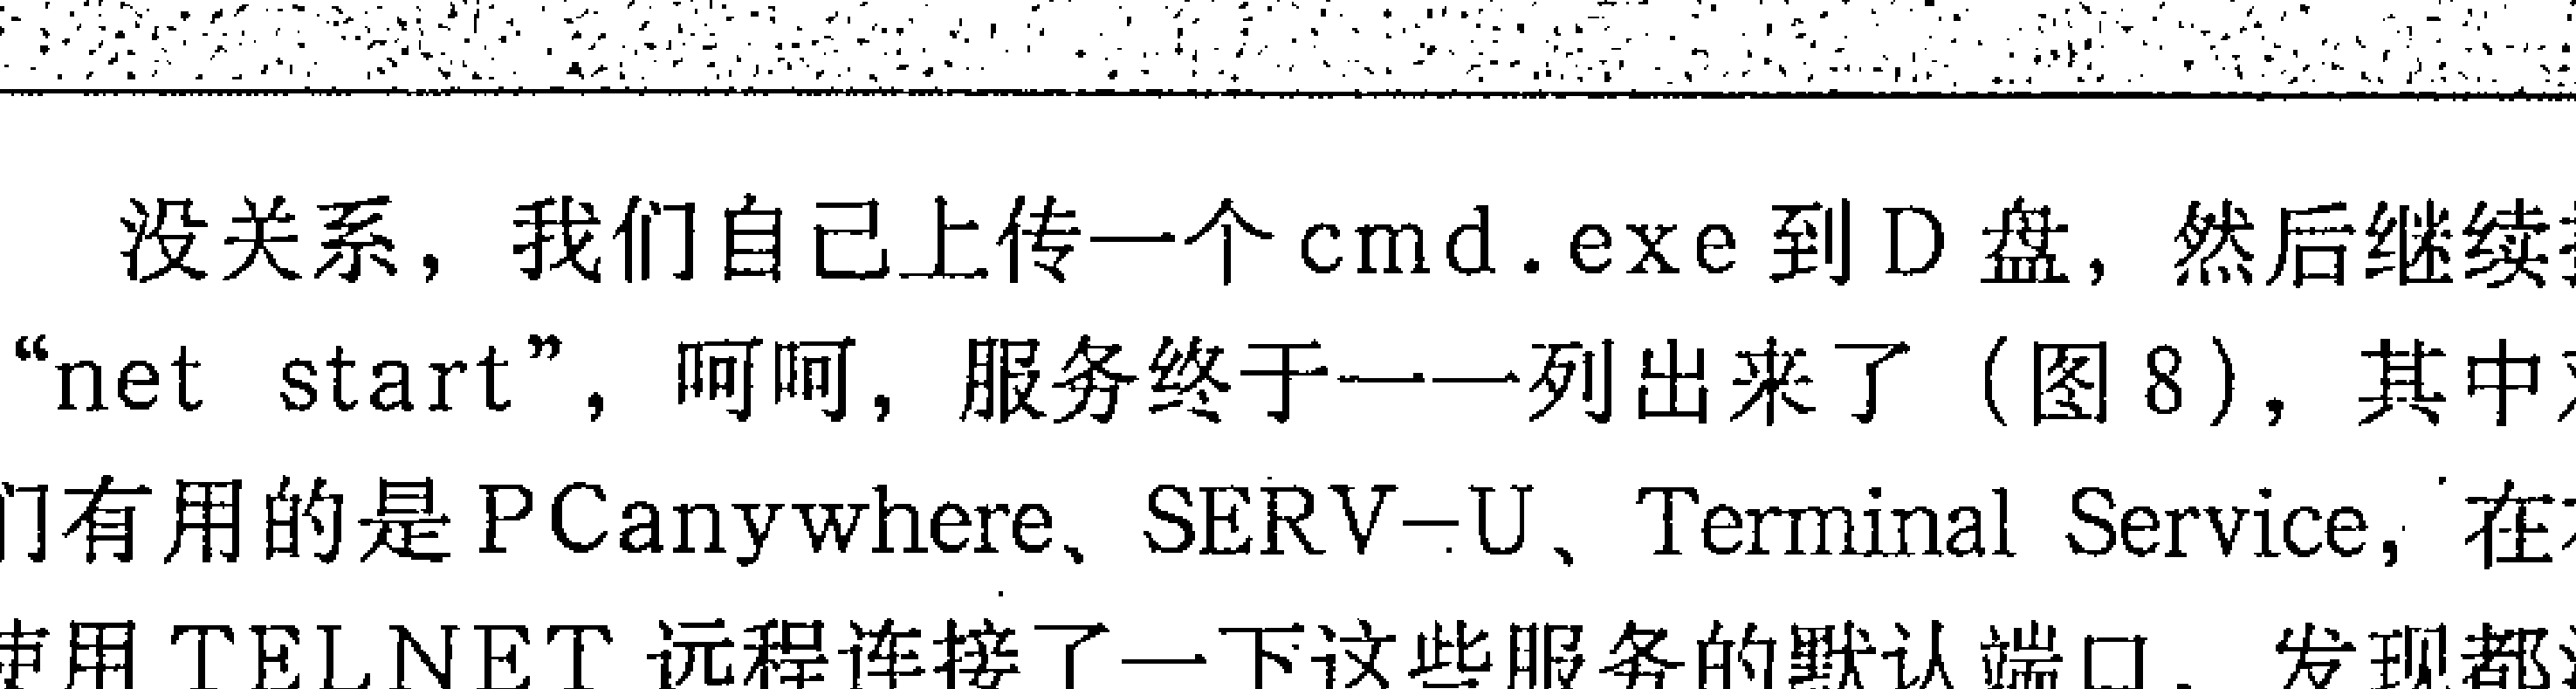 没关系，我们自己上传一个cmd.exe到D盘，然后继续
“net start”，呵呵，服务终于一一列出来了（图8），其中
们有用的是PCanywhere、SERV-U、Terminal Service，在
使用TELNET远程连接了一下这些服务的默认端口，发现都